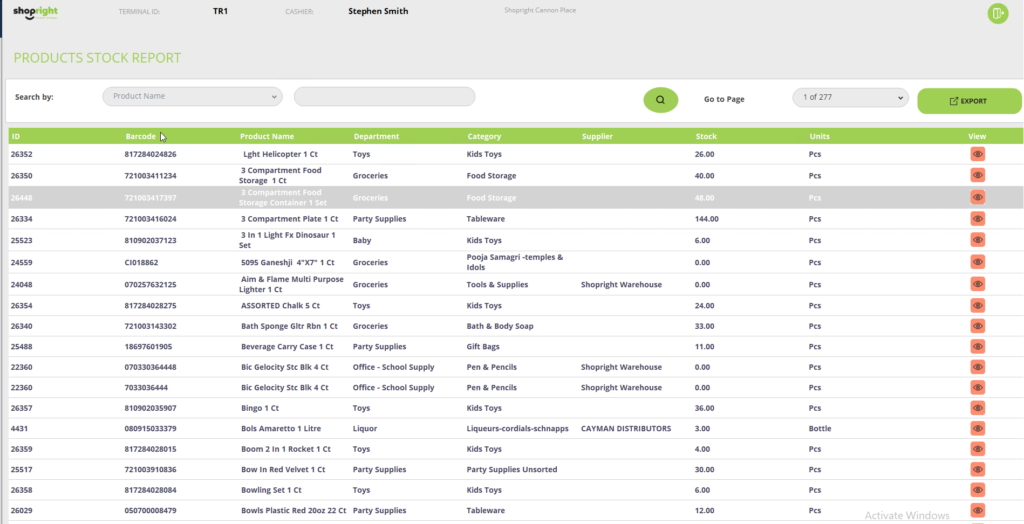 shopright
TERMINAL ID: TR1 CASHIER: Stephen Smith Shopright Cannon Place
PRODUCTS STOCK REPORT
Search by: Product Name Go to Page 1 of 277 EXPORT
ID Barcode Product Name Department Category Supplier Stock Units View
26352 817284024826 Lght Helicopter 1 Ct Toys Kids Toys 26.00 Pcs
26350 721003411234 3 Compartment Food Storage 1 Ct Groceries Food Storage 40.00 Pcs
26448 721003417397 3 Compartment Food Storage Container 1 Set Groceries Food Storage 48.00 Pcs
26334 721003416024 3 Compartment Plate 1 Ct Party Supplies Tableware 144.00 Pcs
25523 810902037123 3 In 1 Light Fx Dinosaur 1 Set Baby Kids Toys 6.00 Pcs
24559 CI018862 5095 Ganeshji 4"X7" 1 Ct Groceries Pooja Samagri -temples & Idols 0.00 Pcs
24048 070257632125 Aim & Flame Multi Purpose Lighter 1 Ct Groceries Tools & Supplies Shopright Warehouse 0.00 Pcs
26354 817284028275 ASSORTED Chalk 5 Ct Toys Kids Toys 24.00 Pcs
26340 721003143302 Bath Sponge Gltr Rbn 1 Ct Groceries Bath & Body Soap 33.00 Pcs
25488 18697601905 Beverage Carry Case 1 Ct Party Supplies Gift Bags 11.00 Pcs
22360 070330364448 Bic Gelocity Stc Blk 4 Ct Office - School Supply Pen & Pencils Shopright Warehouse 0.00 Pcs
22360 7033036444 Bic Gelocity Stc Blk 4 Ct Office - School Supply Pen & Pencils Shopright Warehouse 0.00 Pcs
26357 810902035907 Bingo 1 Ct Toys Kids Toys 36.00 Pcs
4431 080915033379 Bols Amaretto 1 Litre Liquor Liqueurs-cordials-schnapps CAYMAN DISTRIBUTORS 3.00 Bottle
26359 817284028015 Boom 2 In 1 Rocket 1 Ct Toys Kids Toys 4.00 Pcs
25517 721003910836 Bow In Red Velvet 1 Ct Party Supplies Party Supplies Unsorted 30.00 Pcs
26358 817284028084 Bowling Set 1 Ct Toys Kids Toys 6.00 Pcs
26029 050700008479 Bowls Plastic Red 20oz 22 Ct Party Supplies Tableware 12.00 Pcs
Activate Windows